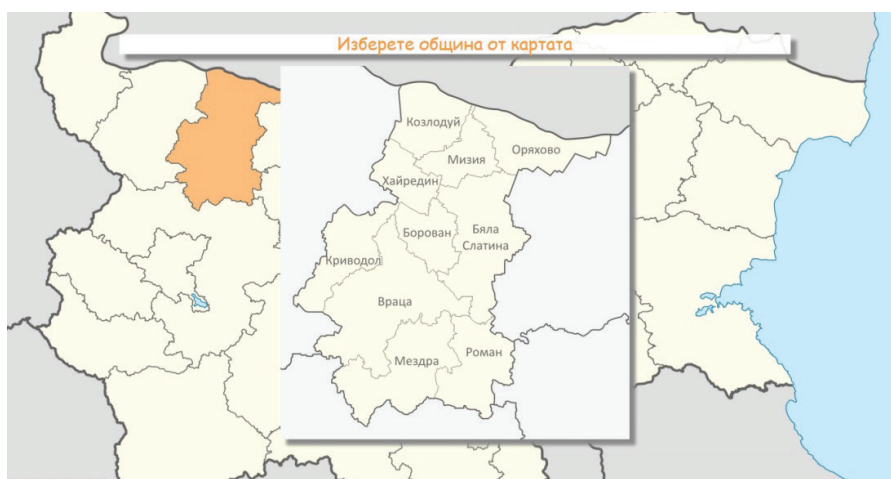 Изберете община от картата
Козлодуй
Оряхово
Мизия
Хайредин
Борован
Бяла
Слатина
Криводол
Враца
Роман
Мездра